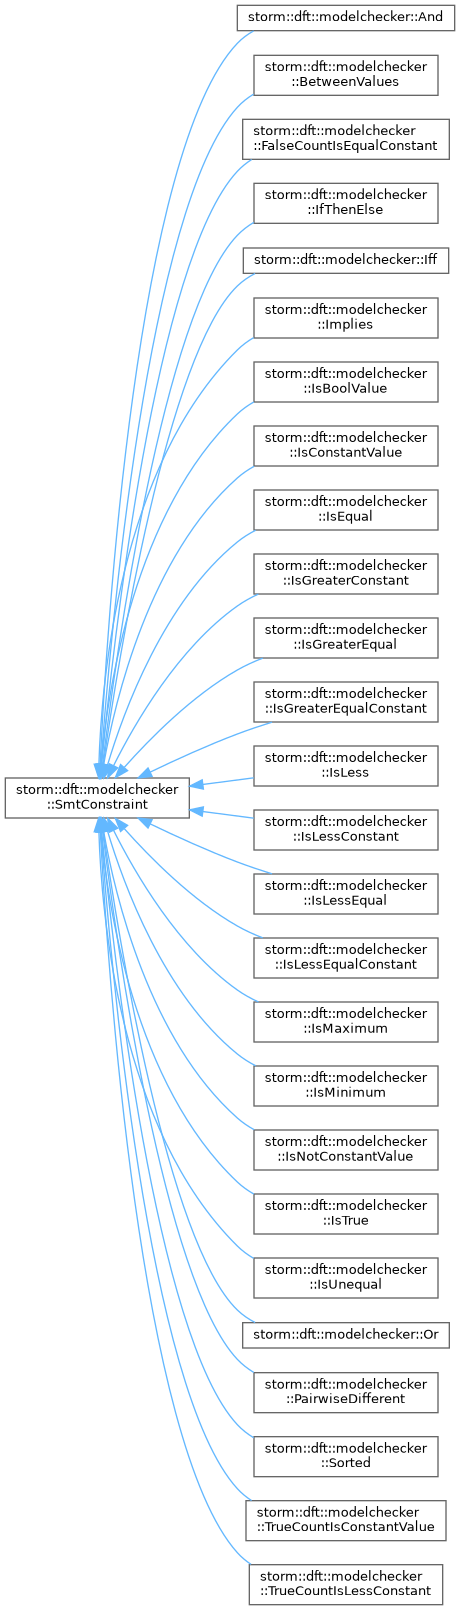 storm::dft::modelchecker::And
storm::dft::modelchecker
::BetweenValues
storm::dft::modelchecker
::FalseCountIsEqualConstant
storm::dft::modelchecker
::IfThenElse
storm::dft::modelchecker::Iff
storm::dft::modelchecker
::Implies
storm::dft::modelchecker
::IsBoolValue
storm::dft::modelchecker
::IsConstantValue
storm::dft::modelchecker
::IsEqual
storm::dft::modelchecker
::IsGreaterConstant
storm::dft::modelchecker
::IsGreaterEqual
storm::dft::modelchecker
::IsGreaterEqualConstant
storm::dft::modelchecker
::IsLess
storm::dft::modelchecker
::SmtConstraint
storm::dft::modelchecker
::IsLessConstant
storm::dft::modelchecker
::IsLessEqual
storm::dft::modelchecker
::IsLessEqualConstant
storm::dft::modelchecker
::IsMaximum
storm::dft::modelchecker
::IsMinimum
storm::dft::modelchecker
::IsNotConstantValue
storm::dft::modelchecker
::IsTrue
storm::dft::modelchecker
::IsUnequal
storm::dft::modelchecker::Or
storm::dft::modelchecker
::PairwiseDifferent
storm::dft::modelchecker
::Sorted
storm::dft::modelchecker
::TrueCountIsConstantValue
storm::dft::modelchecker
::TrueCountIsLessConstant